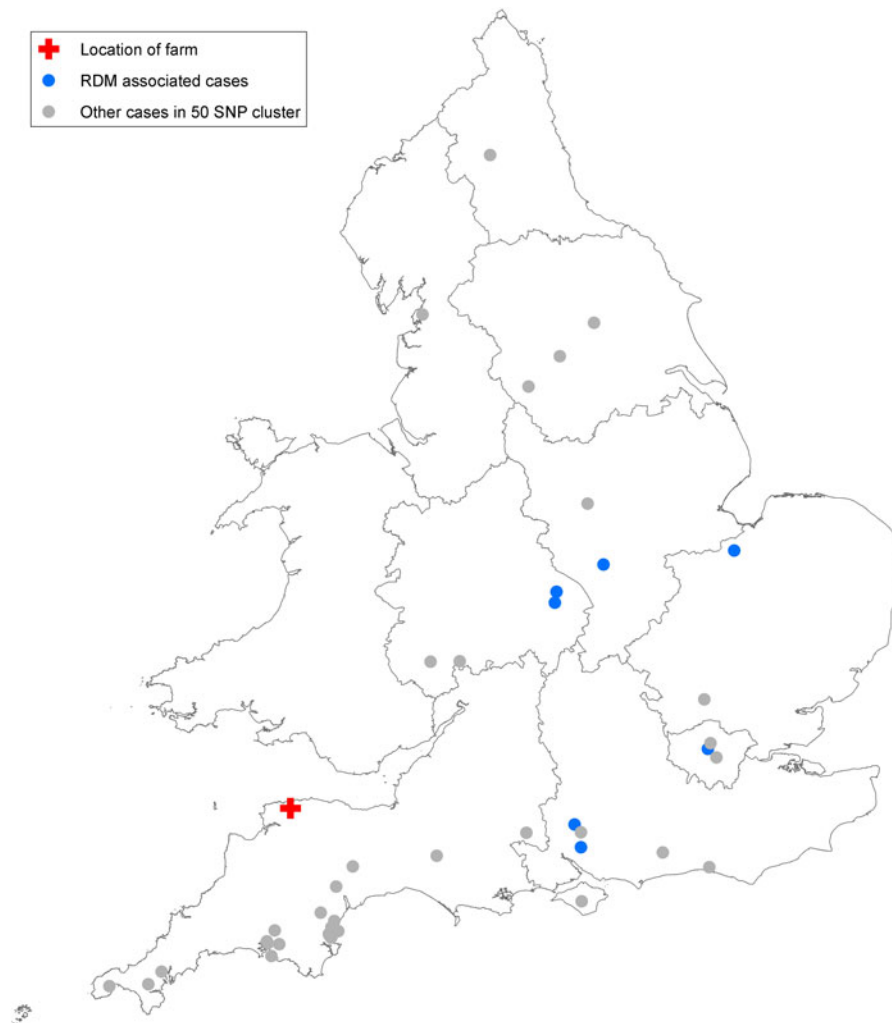 Location of farm
RDM associated cases
Other cases in 50 SNP cluster